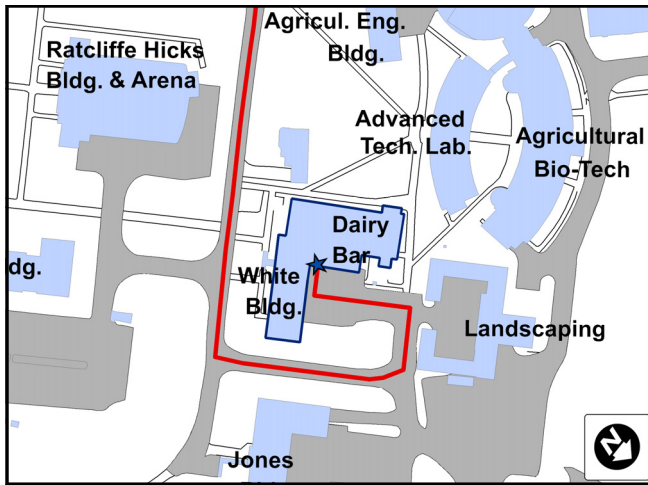 Agricul. Eng.
Bldg.
Ratcliffe Hicks
Bldg. & Arena
Advanced
Tech. Lab.
Agricultural
Bio-Tech
Dairy
Bar
White
Bldg.
dg.
Landscaping
Jones
N